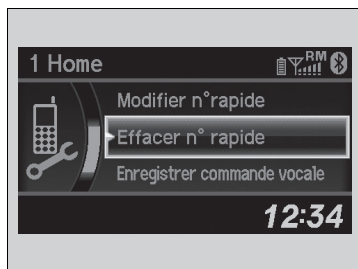 1 Home
RM
Modifier n°rapide
Effacer n° rapide
Enregistrer commande vocale
12:34